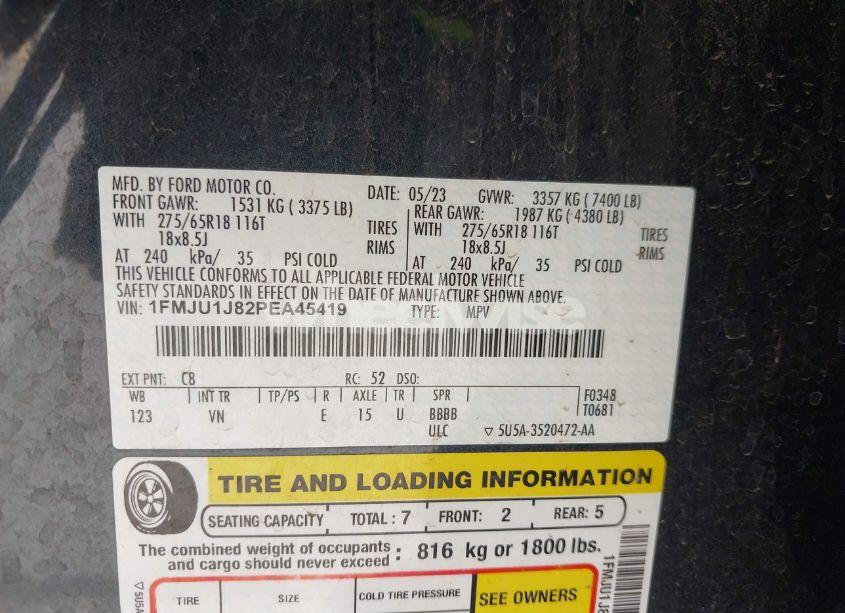 MFD. BY FORD MOTOR CO. DATE: 05/23 GVWR: 3357 KG ( 7400 LB)
FRONT GAWR: 1531 KG ( 3375 LB) REAR GAWR: 1987 KG ( 4380 LB)
WITH 275/65R18 116T TIRES WITH 275/65R18 116T TIRES
18x8.5J RIMS 18x8.5J RIMS
AT 240 kPa/ 35 PSI COLD AT 240 kPa/ 35 PSI COLD
THIS VEHICLE CONFORMS TO ALL APPLICABLE FEDERAL MOTOR VEHICLE
SAFETY STANDARDS IN EFFECT ON THE DATE OF MANUFACTURE SHOWN ABOVE.
VIN: 1FMJU1J82PEA45419 TYPE: MPV
EXT PNT: C8 RC: 52 DSO:
WB INT TR TP/PS R AXLE TR SPR F0348
123 VN E 15 U BBBB T0681
ULC ▽ 5U5A-3520472-AA
TIRE AND LOADING INFORMATION
SEATING CAPACITY TOTAL : 7 FRONT: 2 REAR: 5
The combined weight of occupants
and cargo should never exceed : 816 kg or 1800 lbs.
TIRE SIZE COLD TIRE PRESSURE SEE OWNERS
▽ 5U5A
1FMJU1J8